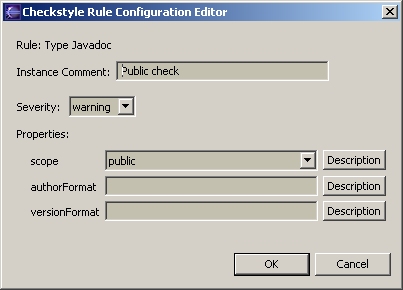 Checkstyle Rule Configuration Editor
Rule: Type Javadoc
Instance Comment: Public check
Severity: warning
Properties:
scope public Description
authorFormat Description
versionFormat Description
OK Cancel